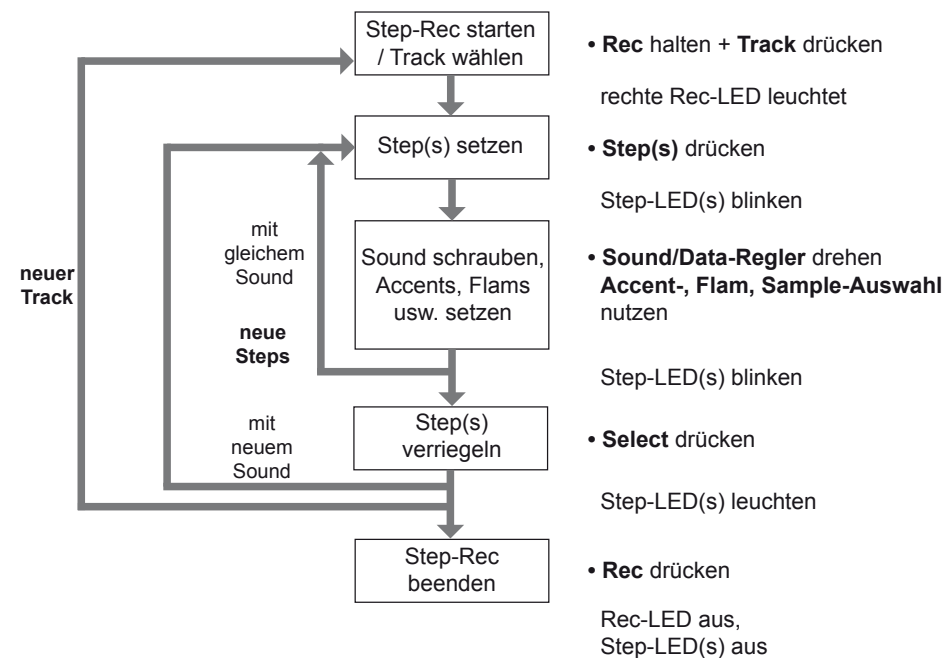 Step-Rec starten
/ Track wählen
• Rec halten + Track drücken
rechte Rec-LED leuchtet
Step(s) setzen
• Step(s) drücken
Step-LED(s) blinken
mit
gleichem
Sound
neuer
Track
Sound schrauben,
Accents, Flams
usw. setzen
• Sound/Data-Regler drehen
Accent-, Flam, Sample-Auswahl
nutzen
neue
Steps
Step-LED(s) blinken
mit
neuem
Sound
Step(s)
verriegeln
• Select drücken
Step-LED(s) leuchten
Step-Rec
beenden
• Rec drücken
Rec-LED aus,
Step-LED(s) aus